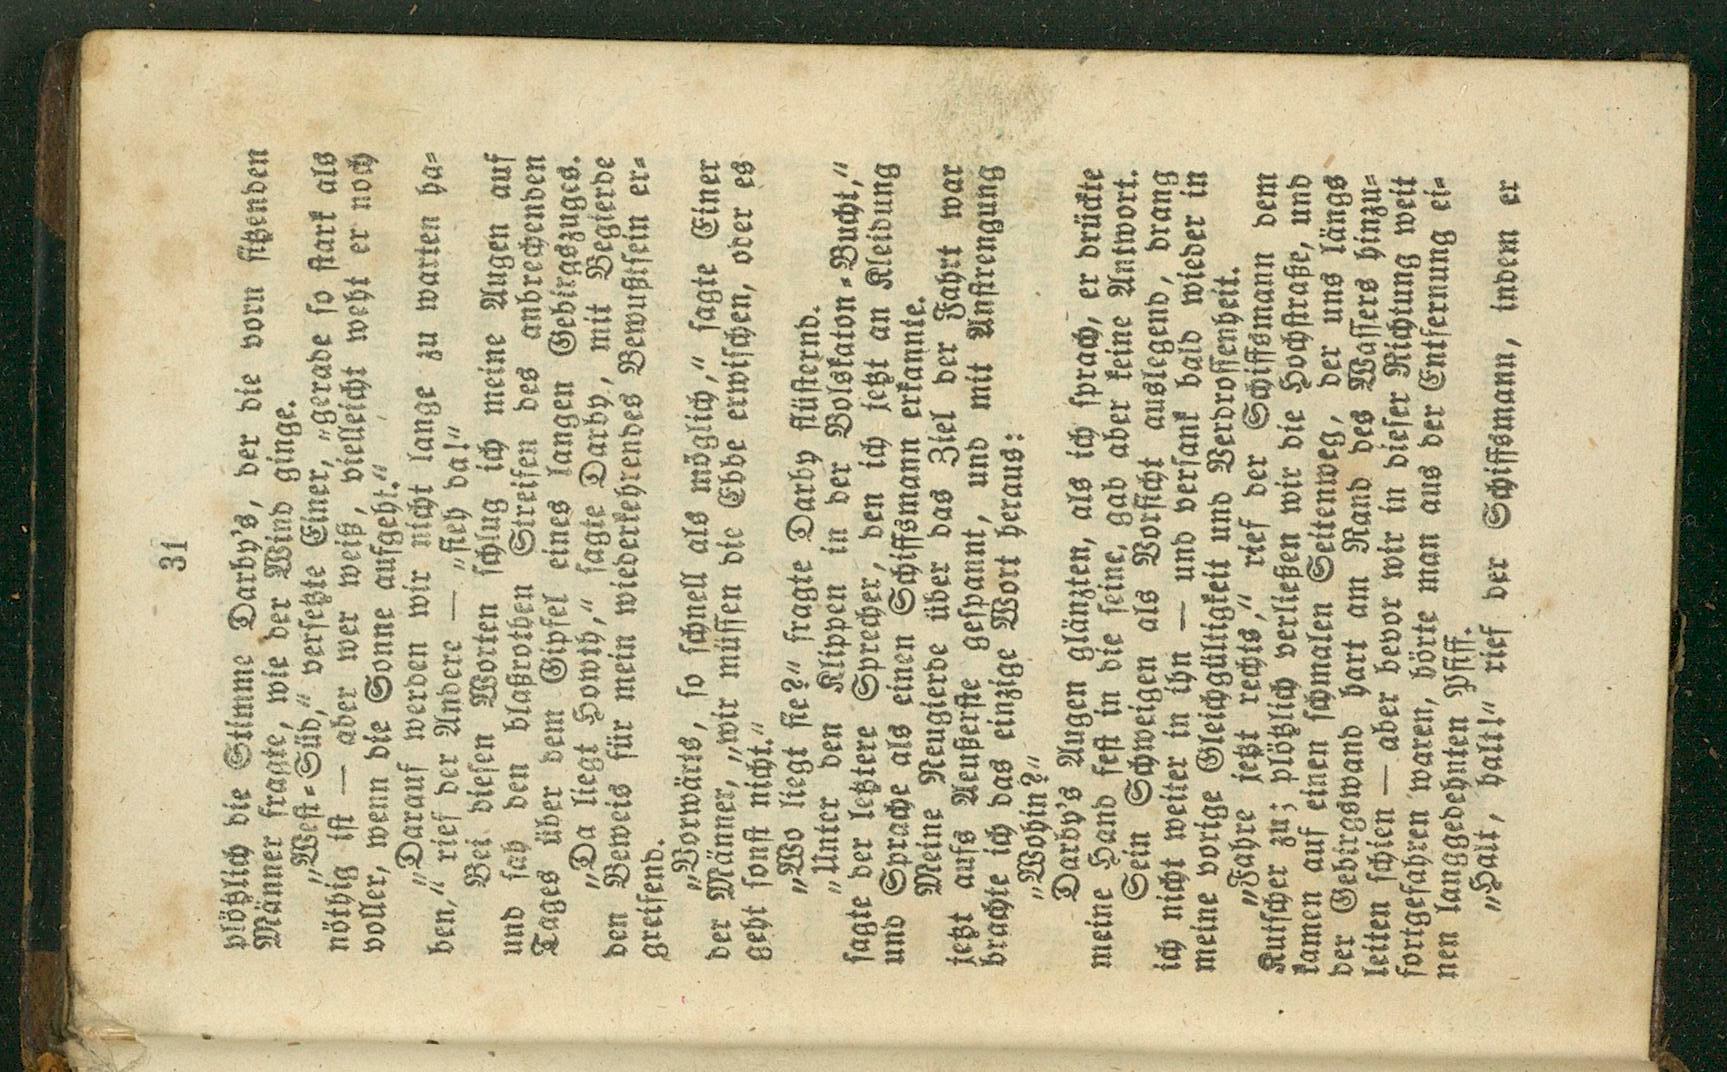 31
plötzlich die Stimme Darby's, der die vorn sitzenden
Männer fragte, wie der Wind ginge.
„West-Süd,“ versetzte Einer, „gerade so stark als
nöthig ist — aber wer weiß, vielleicht weht er noch
voller, wenn die Sonne aufgeht.“
„Darauf werden wir nicht lange zu warten ha-
ben,“ rief der Andere — „sieh da!“
Bei diesen Worten schlug ich meine Augen auf
und sah den blaßrothen Streifen des anbrechenden
Tages über dem Gipfel eines langen Gebirgszuges.
„Da liegt Howth,“ sagte Darby, mit Begierde
den Beweis für mein wiederkehrendes Bewußtsein er-
greifend.
„Vorwärts, so schnell als möglich,“ sagte Einer
der Männer, „wir müssen die Ebbe erwischen, oder es
geht sonst nicht.“
„Wo liegt sie?“ fragte Darby flüsternd.
„Unter den Klippen in der Bolskaton-Bucht,“
sagte der letztere Sprecher, den ich jetzt an Kleidung
und Sprache als einen Schiffsmann erkannte.
Meine Neugierde über das Ziel der Fahrt war
jetzt aufs Aeußerste gespannt, und mit Anstrengung
brachte ich das einzige Wort heraus:
„Wohin?“
Darby's Augen glänzten, als ich sprach, er drückte
meine Hand fest in die seine, gab aber keine Antwort.
Sein Schweigen als Vorsicht auslegend, drang
ich nicht weiter in ihn — und versank bald wieder in
meine vorige Gleichgültigkeit und Verdrossenheit.
„Fahre jetzt rechts,“ rief der Schiffsmann dem
Kutscher zu; plötzlich verließen wir die Hochstraße, und
kamen auf einen schmalen Seitenweg, der uns längs
der Gebirgswand hart am Rand des Wassers hinzu-
leiten schien — aber bevor wir in dieser Richtung weit
fortgefahren waren, hörte man aus der Entfernung ei-
nen langgedehnten Pfiff.
„Halt, halt!“ rief der Schiffsmann, indem er